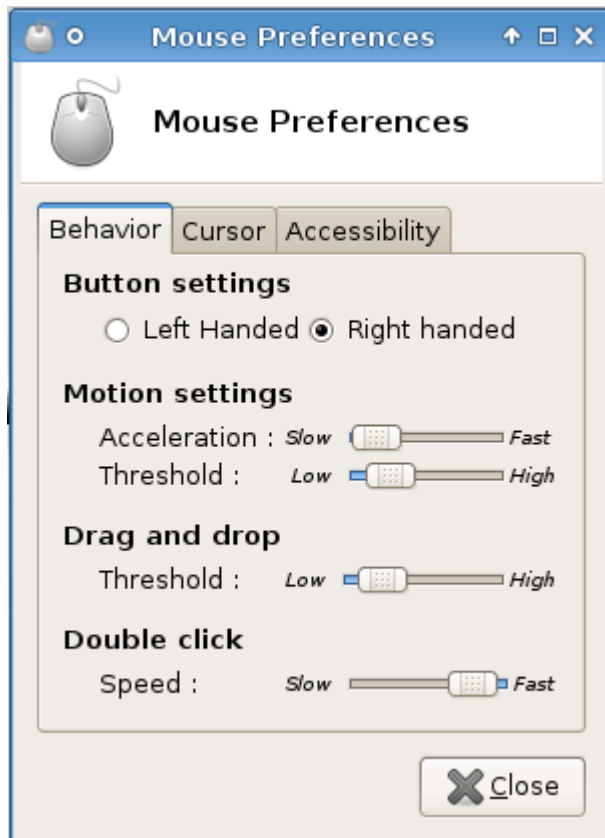 Mouse Preferences
Mouse Preferences
Behavior Cursor Accessibility
Button settings
Left Handed Right handed
Motion settings
Acceleration : Slow Fast
Threshold : Low High
Drag and drop
Threshold : Low High
Double click
Speed : Slow Fast
Close